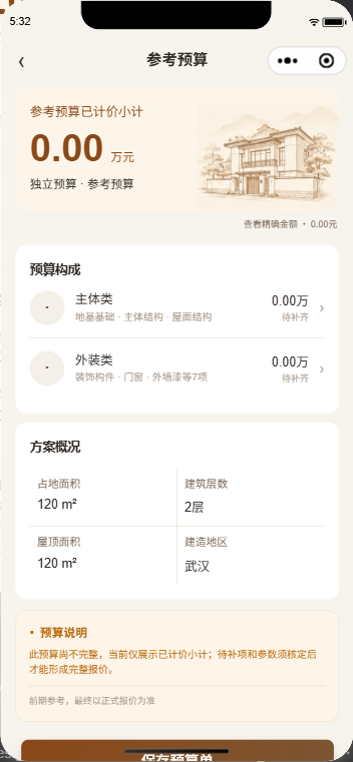 5:32
参考预算
参考预算已计价小计
0.00 万元
独立预算 · 参考预算
查看精确金额 · 0.00元
预算构成
主体类
0.00万
地基基础 · 主体结构 · 屋面结构
待补齐
外装类
0.00万
装饰构件 · 门窗 · 外墙漆等7项
待补齐
方案概况
占地面积
建筑层数
120 m²
2层
屋顶面积
建造地区
120 m²
武汉
· 预算说明
此预算尚不完整，当前仅展示已计价小计；待补项和参数须核定后
才能形成完整报价。
前期参考，最终以正式报价为准
保存预算单